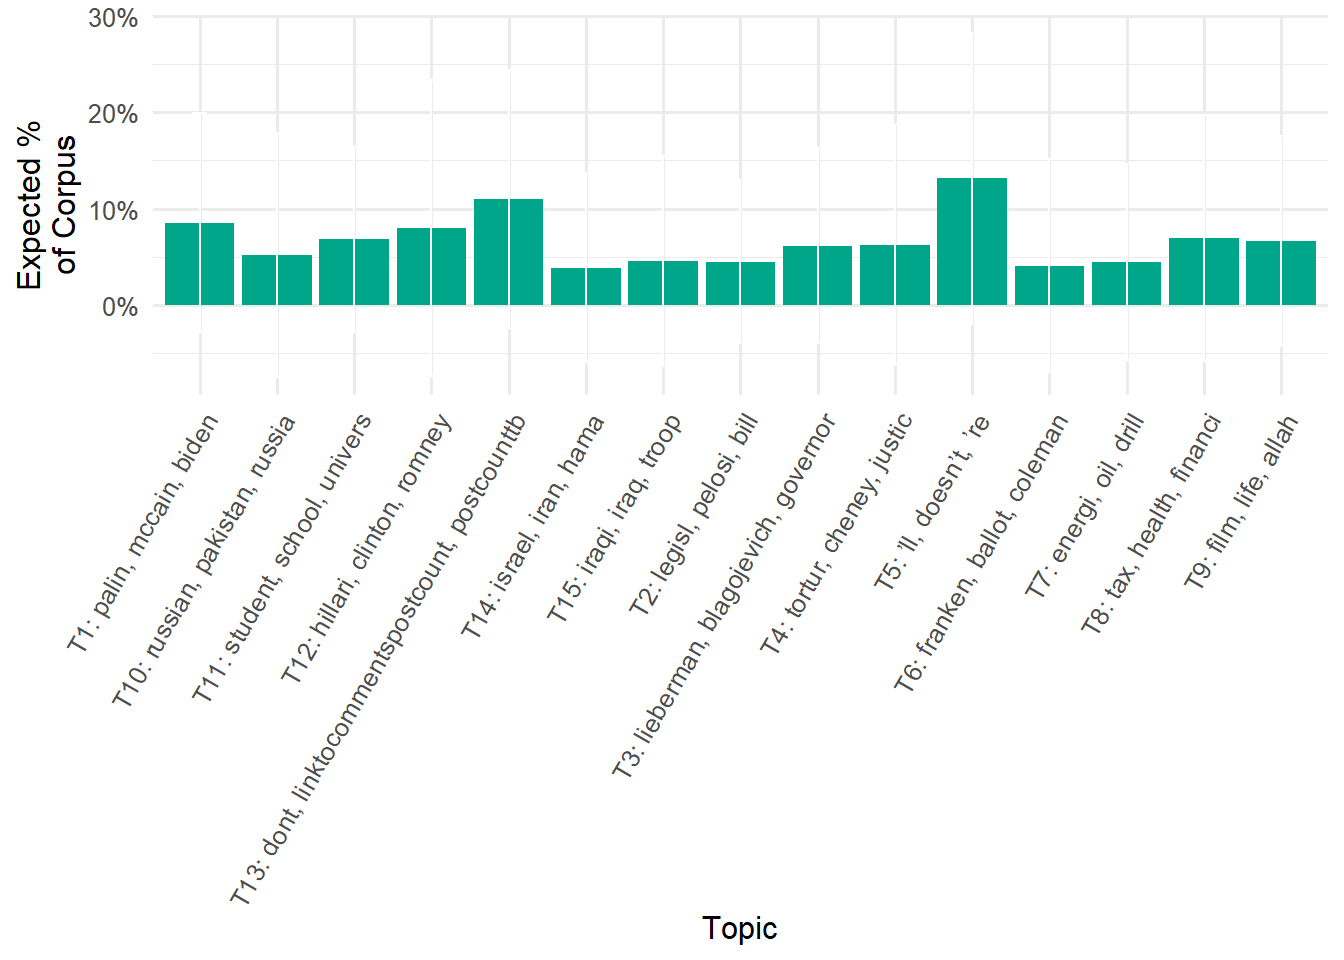 30%
20%
10%
0%
Expected %
of Corpus
T1: palin, mccain, biden
T10: russian, pakistan, russia
T11: student, school, univers
T12: hillari, clinton, romney
T13: dont, linktocommentspostcount, postcounttb
T14: israel, iran, hama
T15: iraqi, iraq, troop
T2: legisl, pelosi, bill
T3: lieberman, blagojevich, governor
T4: tortur, cheney, justic
T5: 'll, doesn't, 're
T6: franken, ballot, coleman
T7: energi, oil, drill
T8: tax, health, financi
T9: film, life, allah
Topic